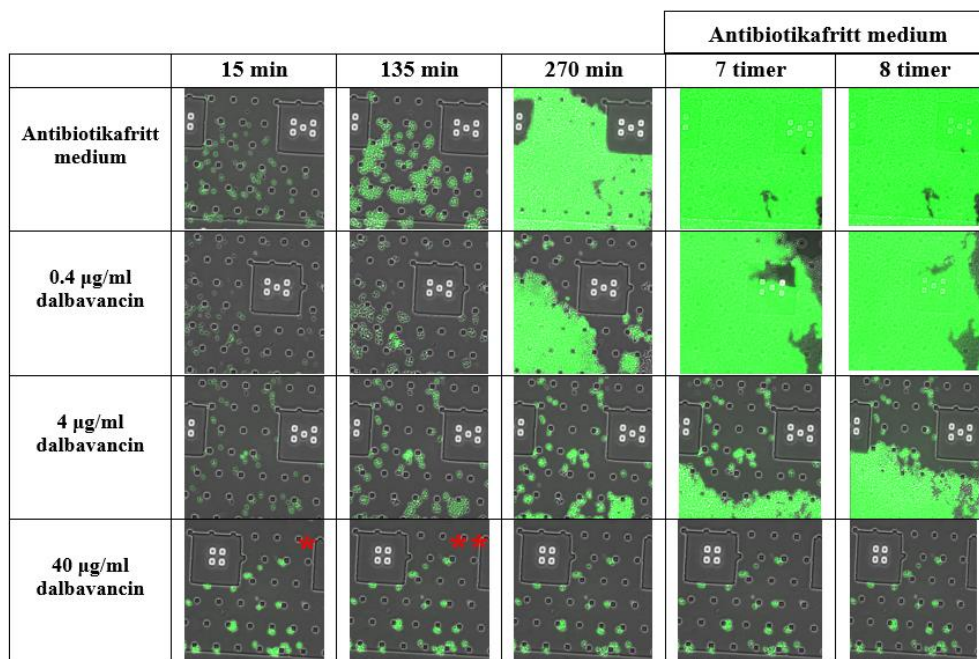 Antibiotikafritt medium
15 min 135 min 270 min 7 timer 8 timer
Antibiotikafritt
medium
0.4 µg/ml
dalbavancin
4 µg/ml
dalbavancin
40 µg/ml
dalbavancin
* **